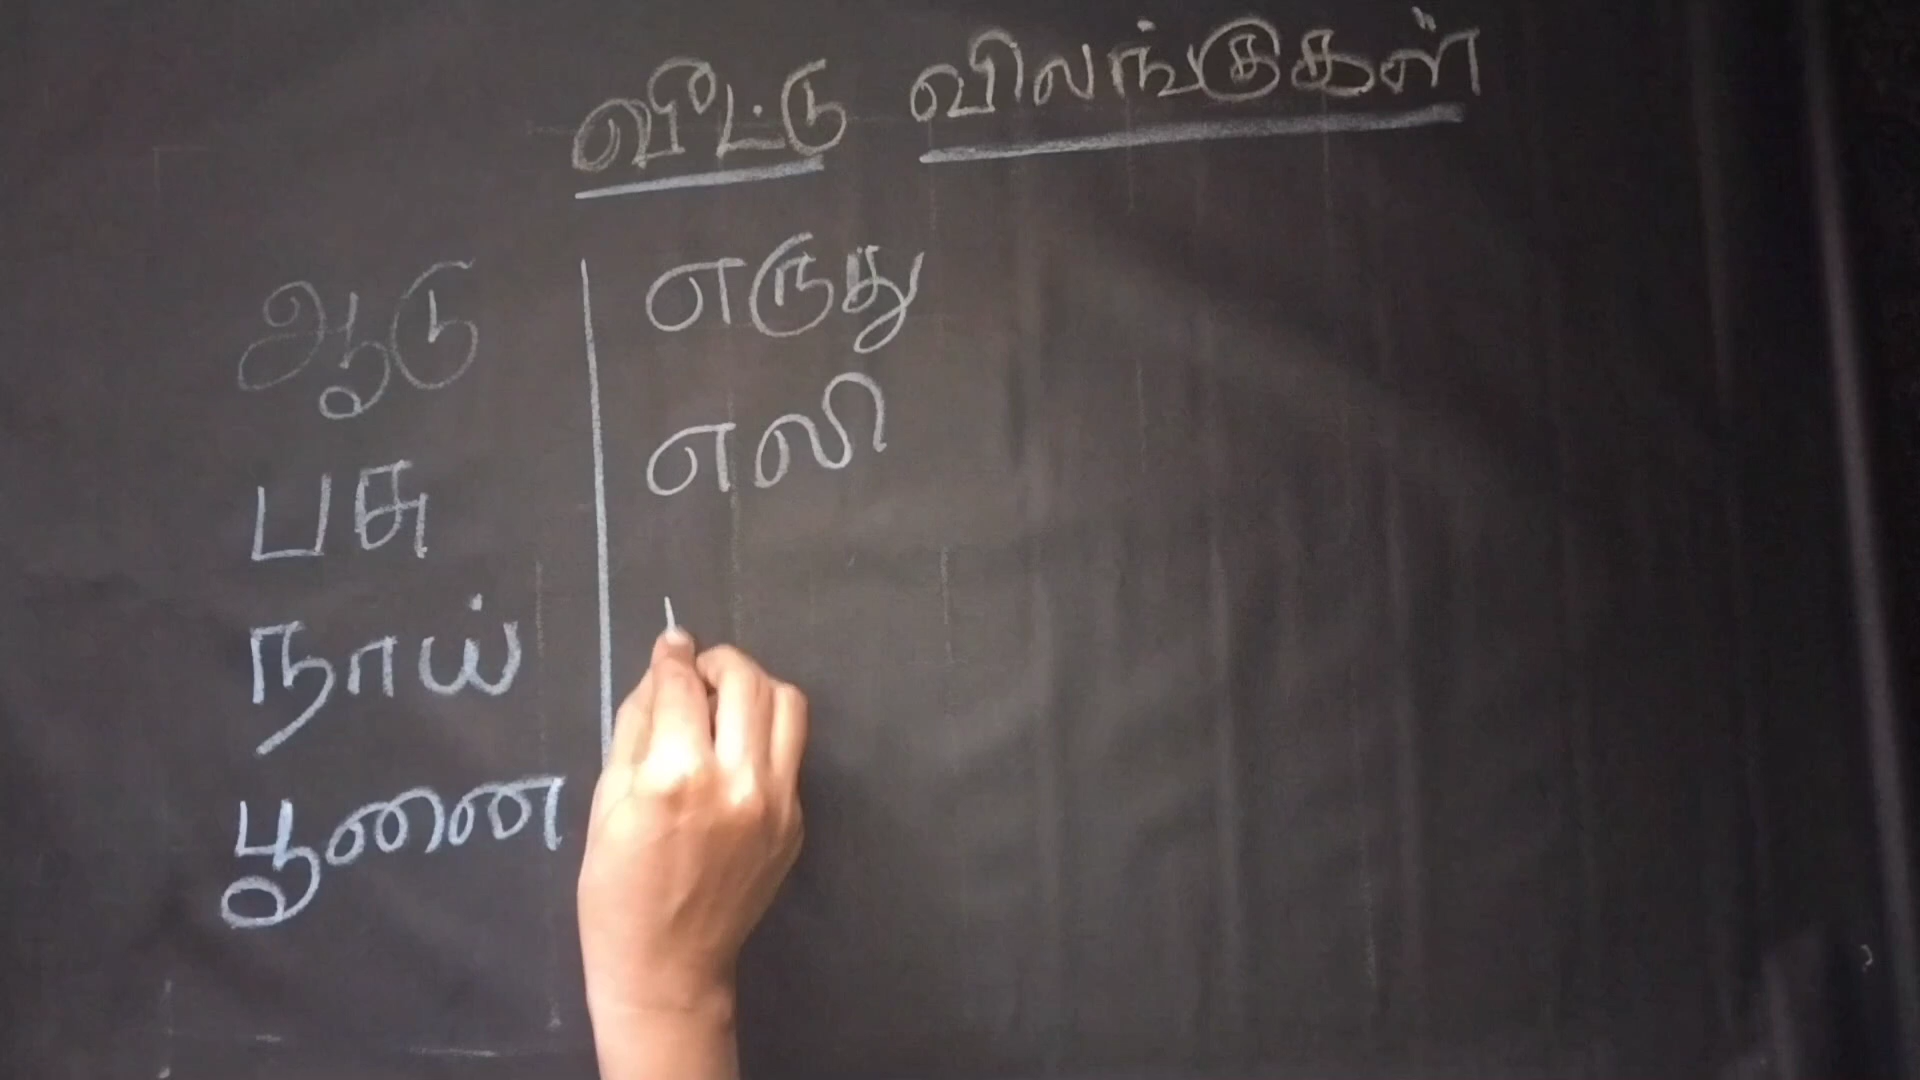 வீட்டு விலங்குகள்
ஆடு
பசு
நாய்
பூனை
எருது
எலி